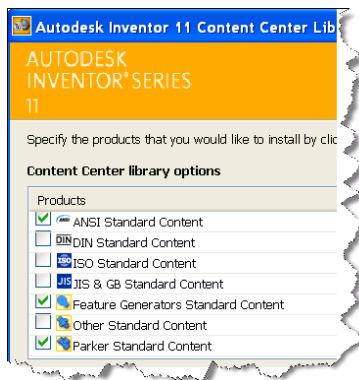 Autodesk Inventor 11 Content Center Lib
AUTODESK
INVENTOR® SERIES
11
Specify the products that you would like to install by clic
Content Center library options
Products
ANSI Standard Content
DIN DIN Standard Content
ISO ISO Standard Content
JIS JIS & GB Standard Content
Feature Generators Standard Content
Other Standard Content
Parker Standard Content